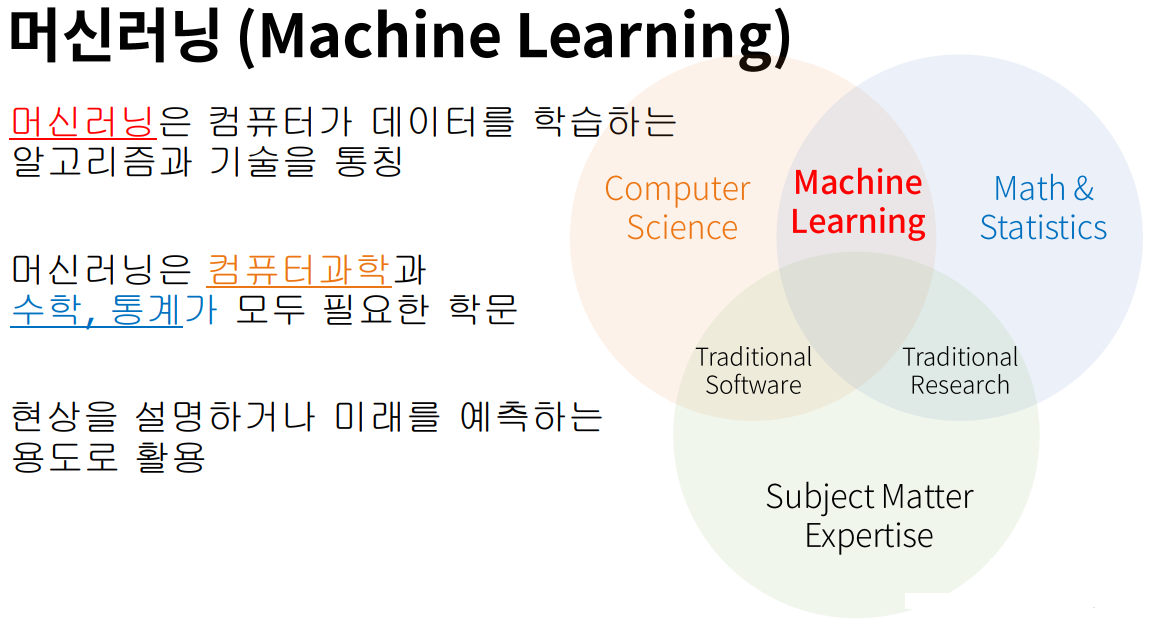 머신러닝 (Machine Learning)
머신러닝은 컴퓨터가 데이터를 학습하는
알고리즘과 기술을 통칭
머신러닝은 컴퓨터과학과
수학, 통계가 모두 필요한 학문
현상을 설명하거나 미래를 예측하는
용도로 활용
Computer
Science
Machine
Learning
Math &
Statistics
Traditional
Software
Traditional
Research
Subject Matter
Expertise